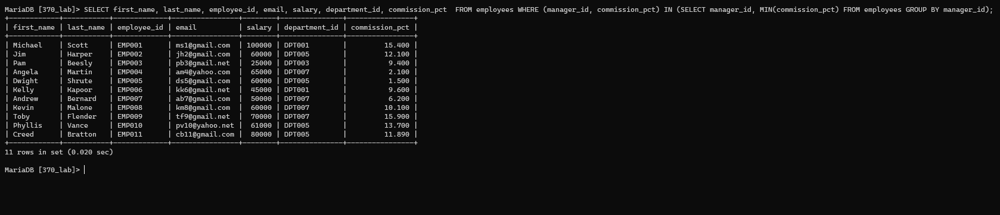 MariaDB [370_lab]> SELECT first_name, last_name, employee_id, email, salary, department_id, commission_pct  FROM employees WHERE (manager_id, commission_pct) IN (SELECT manager_id, MIN(commission_pct) FROM employees GROUP BY manager_id);
+------------+-----------+-------------+----------------+--------+---------------+----------------+
| first_name | last_name | employee_id | email          | salary | department_id | commission_pct |
+------------+-----------+-------------+----------------+--------+---------------+----------------+
| Michael    | Scott     | EMP001      | ms1@gmail.com  | 100000 | DPT001        |         15.400 |
| Jim        | Harper    | EMP002      | jh2@gmail.com  |  60000 | DPT005        |         12.100 |
| Pam        | Beesly    | EMP003      | pb3@gmail.net  |  25000 | DPT003        |          9.400 |
| Angela     | Martin    | EMP004      | am4@yahoo.com  |  65000 | DPT007        |          2.100 |
| Dwight     | Shrute    | EMP005      | ds5@gmail.com  |  60000 | DPT005        |          1.500 |
| Kelly      | Kapoor    | EMP006      | kk6@gmail.net  |  45000 | DPT001        |          9.600 |
| Andrew     | Bernard   | EMP007      | ab7@gmail.com  |  50000 | DPT007        |          6.200 |
| Kevin      | Malone    | EMP008      | km8@gmail.com  |  60000 | DPT007        |         10.100 |
| Toby       | Flender   | EMP009      | tf9@gmail.net  |  70000 | DPT007        |         15.900 |
| Phyllis    | Vance     | EMP010      | pv10@yahoo.net |  61000 | DPT005        |         13.700 |
| Creed      | Bratton   | EMP011      | cb11@gmail.com |  80000 | DPT005        |         11.890 |
+------------+-----------+-------------+----------------+--------+---------------+----------------+
11 rows in set (0.020 sec)
MariaDB [370_lab]>